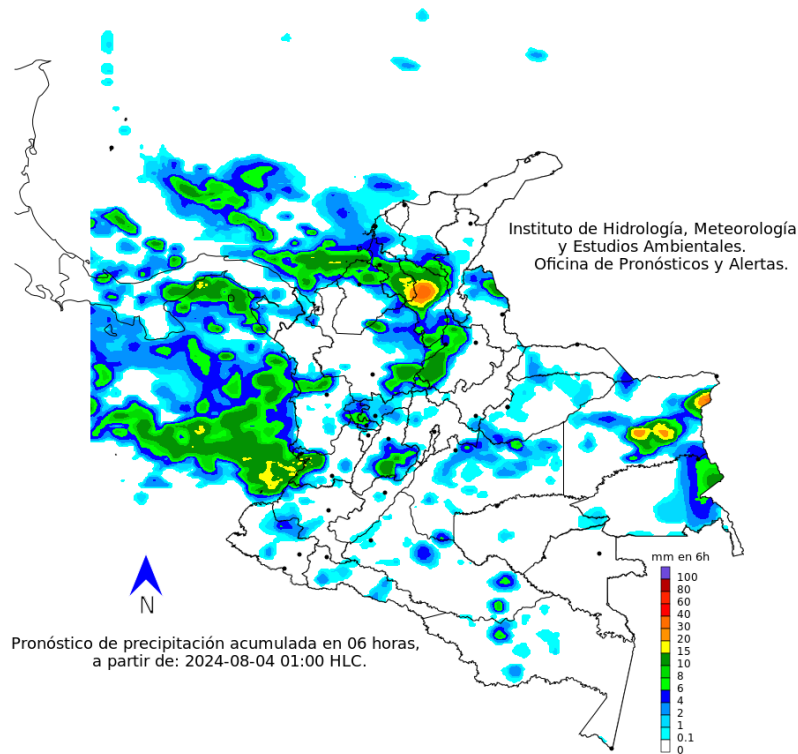 Instituto de Hidrología, Meteorología
y Estudios Ambientales.
Oficina de Pronósticos y Alertas.
N
Pronóstico de precipitación acumulada en 06 horas,
a partir de: 2024-08-04 01:00 HLC.
mm en 6h
100
80
60
40
30
20
15
10
8
6
4
2
1
0.1
0